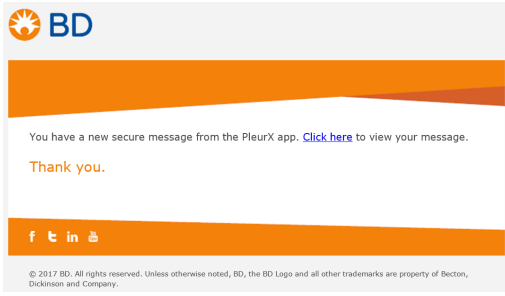 BD
You have a new secure message from the PleurX app. Click here to view your message.
Thank you.
© 2017 BD. All rights reserved. Unless otherwise noted, BD, the BD Logo and all other trademarks are property of Becton,
Dickinson and Company.